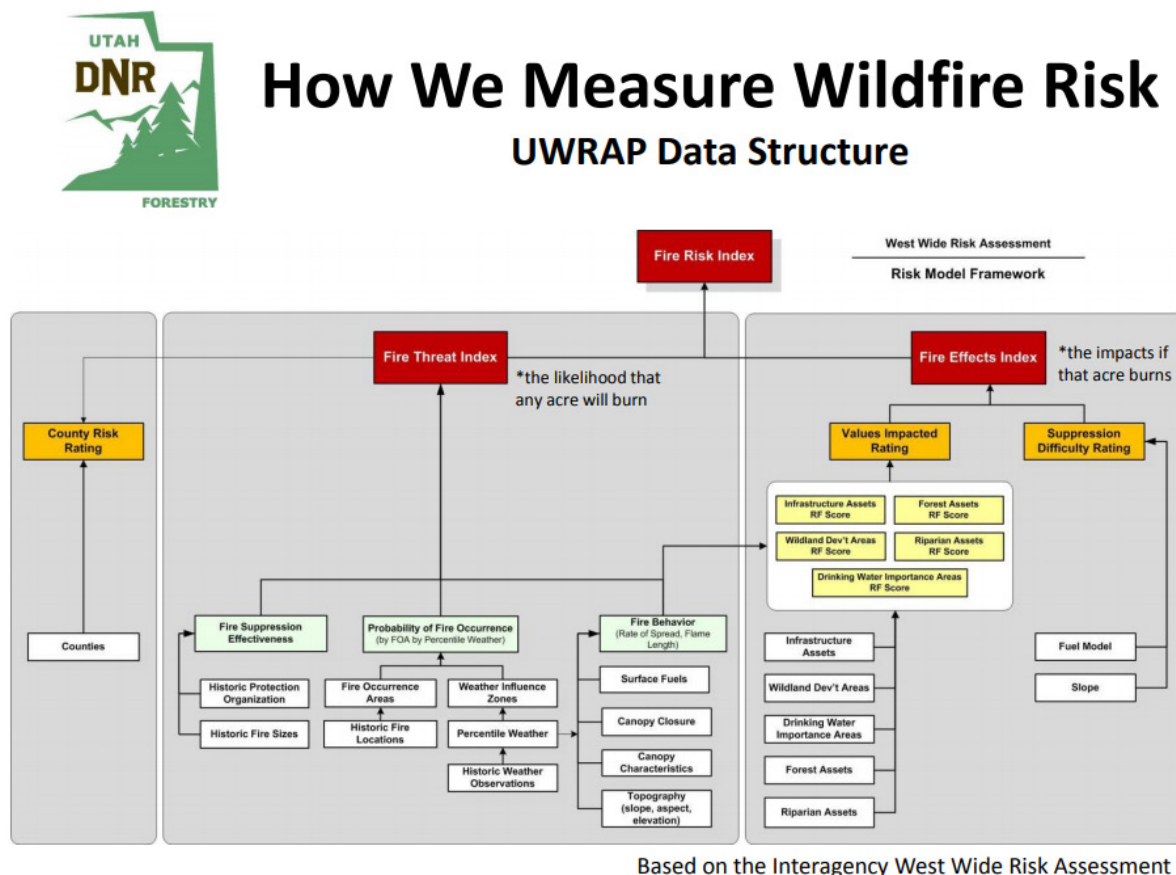 UTAH
DNR
FORESTRY
How We Measure Wildfire Risk
UWRAP Data Structure
Fire Risk Index
West Wide Risk Assessment
Risk Model Framework
Fire Threat Index
*the likelihood that
any acre will burn
Fire Effects Index
*the impacts if
that acre burns
County Risk
Rating
Values Impacted
Rating
Suppression
Difficulty Rating
Infrastructure Assets
RF Score
Forest Assets
RF Score
Wildland Dev't Areas
RF Score
Riparian Assets
RF Score
Drinking Water Importance Areas
RF Score
Counties
Fire Suppression
Effectiveness
Probability of Fire Occurrence
(by FOA by Percentile Weather)
Fire Behavior
(Rate of Spread, Flame
Length)
Historic Protection
Organization
Historic Fire Sizes
Fire Occurrence
Areas
Historic Fire
Locations
Weather Influence
Zones
Percentile Weather
Historic Weather
Observations
Surface Fuels
Canopy Closure
Canopy
Characteristics
Topography
(slope, aspect,
elevation)
Infrastructure
Assets
Wildland Dev't Areas
Drinking Water
Importance Areas
Forest Assets
Riparian Assets
Fuel Model
Slope
Based on the Interagency West Wide Risk Assessment